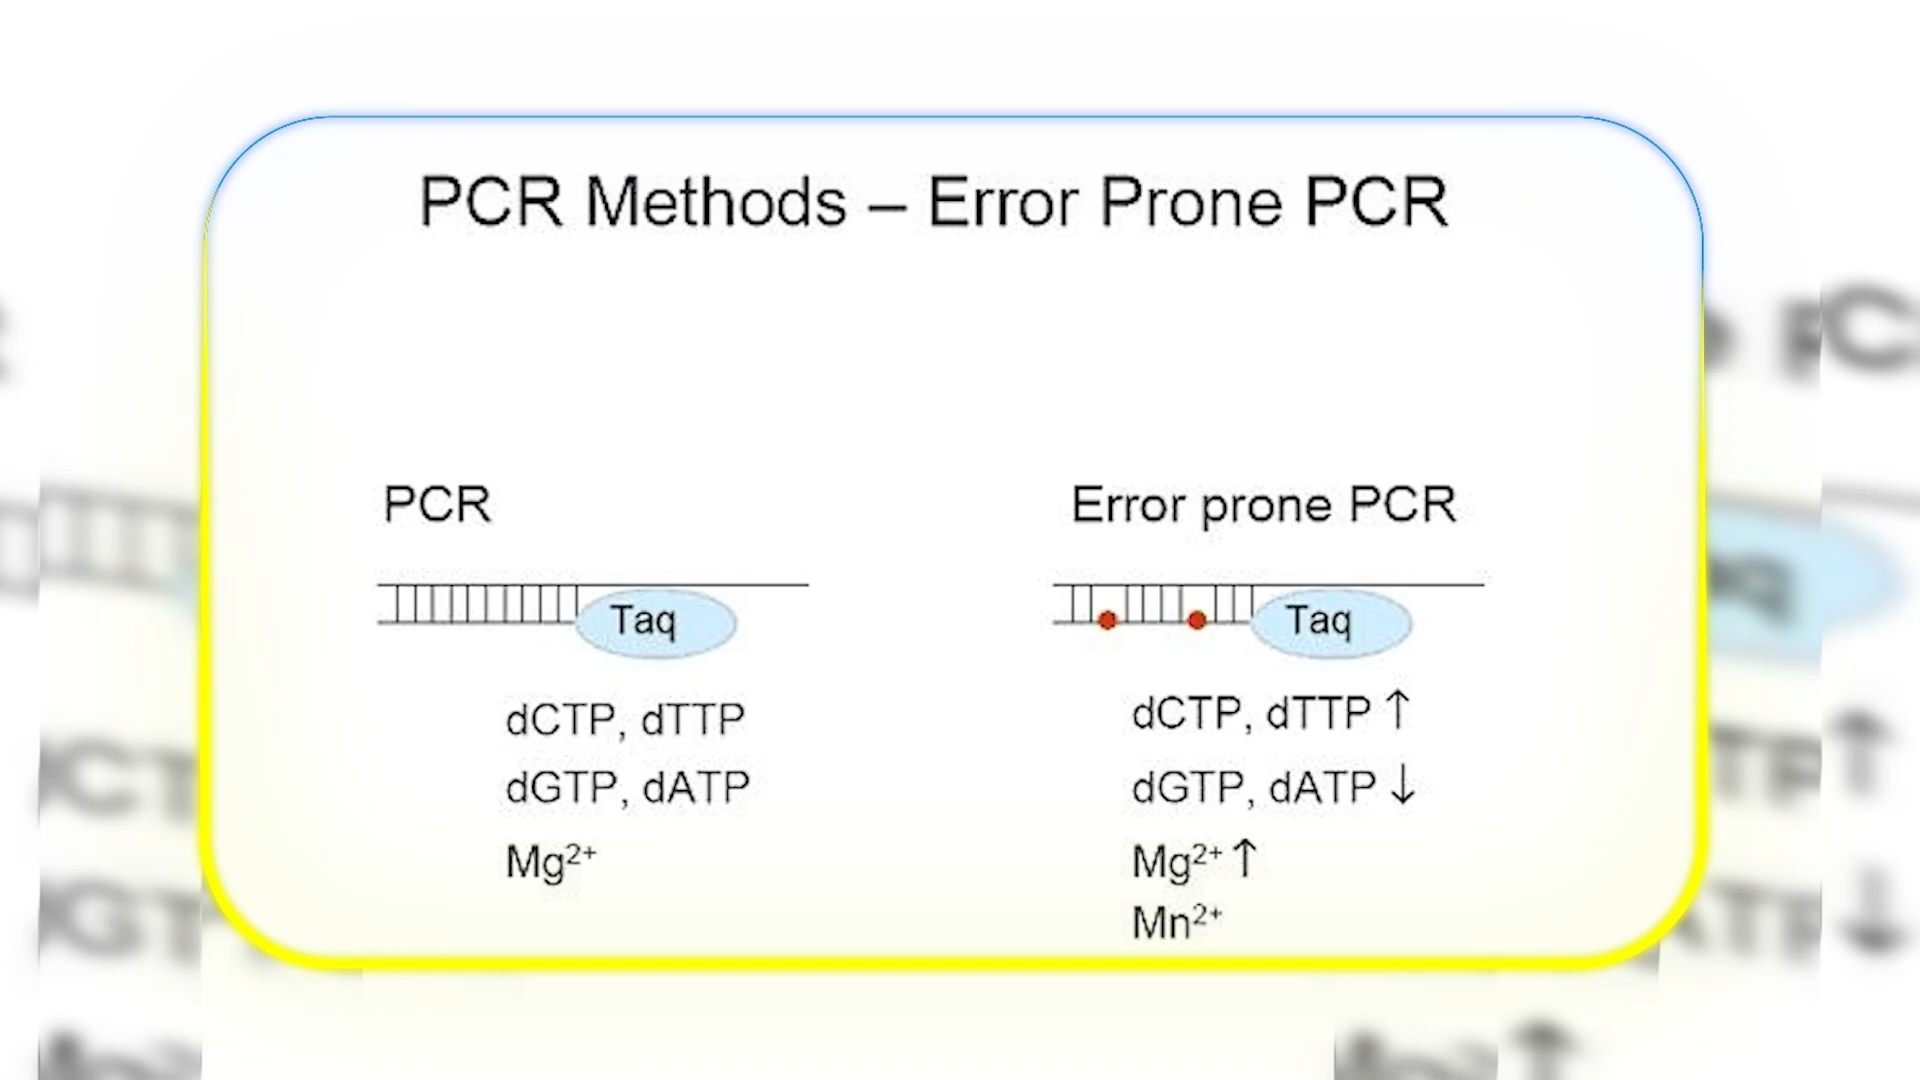 PCR Methods – Error Prone PCR
PCR
Taq
dCTP, dTTP
dGTP, dATP
Mg²⁺
Error prone PCR
Taq
dCTP, dTTP ↑
dGTP, dATP ↓
Mg²⁺ ↑
Mn²⁺